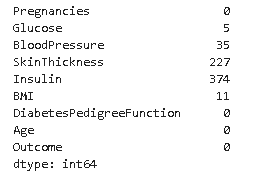 Pregnancies 0
Glucose 5
BloodPressure 35
SkinThickness 227
Insulin 374
BMI 11
DiabetesPedigreeFunction 0
Age 0
Outcome 0
dtype: int64